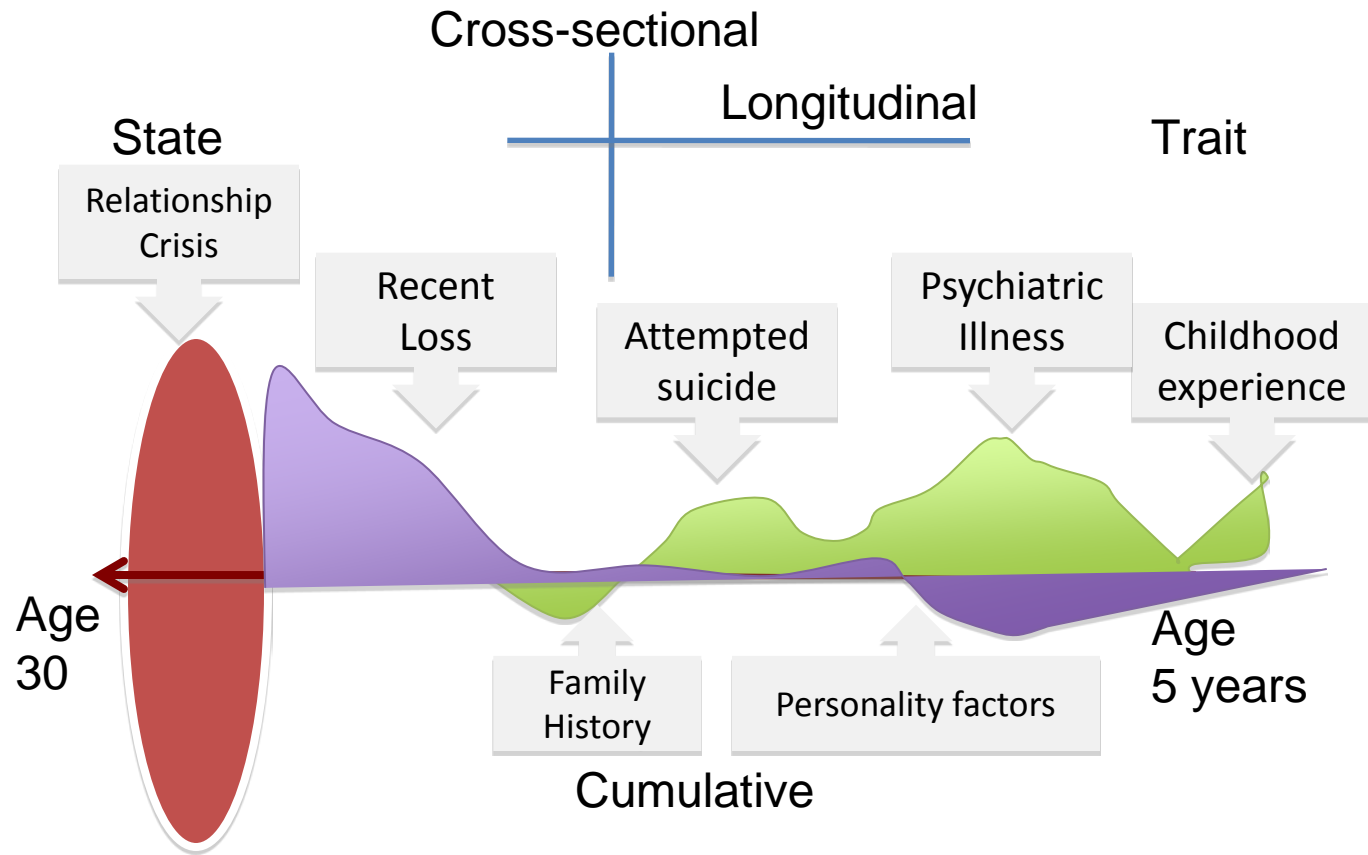 Cross-sectional
Longitudinal
State
Trait
Relationship
Crisis
Recent
Loss
Attempted
suicide
Psychiatric
Illness
Childhood
experience
Age
30
Age
5 years
Family
History
Personality factors
Cumulative